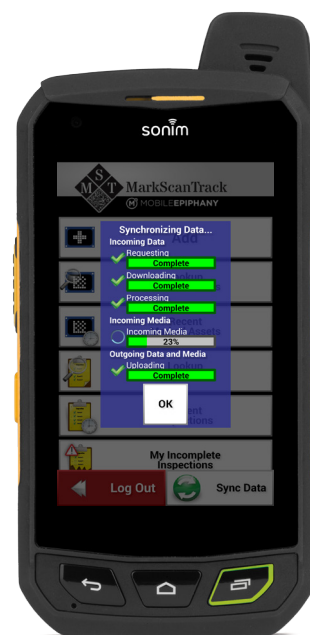 sonim
M S T
MarkScanTrack
MOBILEEPIPHANY
Add
Synchronizing Data...
Incoming Data
Requesting
Complete
Downloading
Complete
Processing
Complete
Incoming Media
Incoming Media
23%
Outgoing Data and Media
Uploading
Complete
OK
My Incomplete
Inspections
Log Out
Sync Data